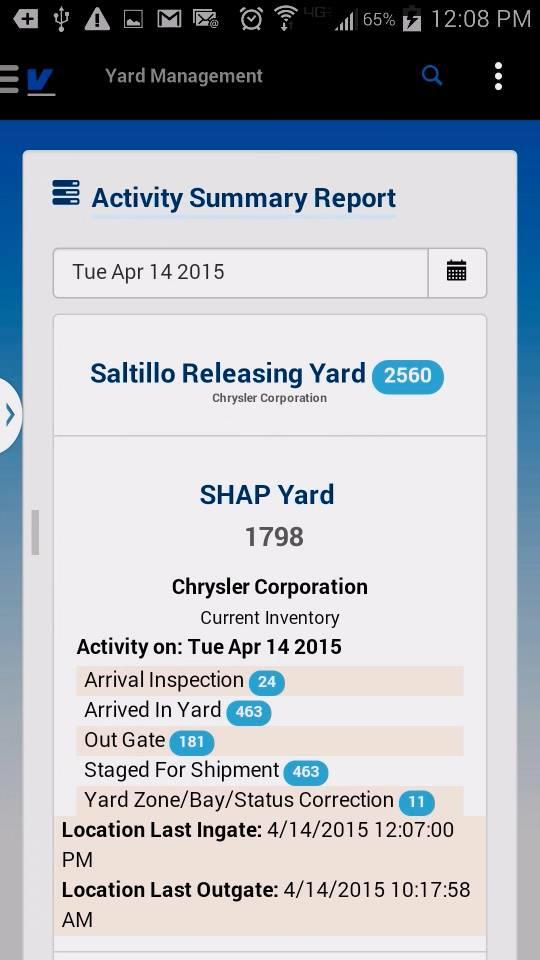 4G 65% 12:08 PM
Yard Management
Activity Summary Report
Tue Apr 14 2015
Saltillo Releasing Yard 2560
Chrysler Corporation
SHAP Yard
1798
Chrysler Corporation
Current Inventory
Activity on: Tue Apr 14 2015
Arrival Inspection 24
Arrived In Yard 463
Out Gate 181
Staged For Shipment 463
Yard Zone/Bay/Status Correction 11
Location Last Ingate: 4/14/2015 12:07:00
PM
Location Last Outgate: 4/14/2015 10:17:58
AM